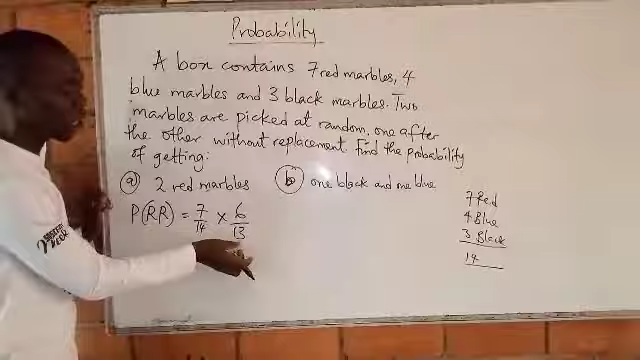 Probability
A box contains 7 red marbles, 4
blue marbles and 3 black marbles. Two
marbles are picked at random, one after
the other without replacement Find the probability
of getting:
(a) 2 red marbles (b) one black and one blue
P(RR) = 7/14 × 6/13
7 Red
4 Blue
3 Black
14